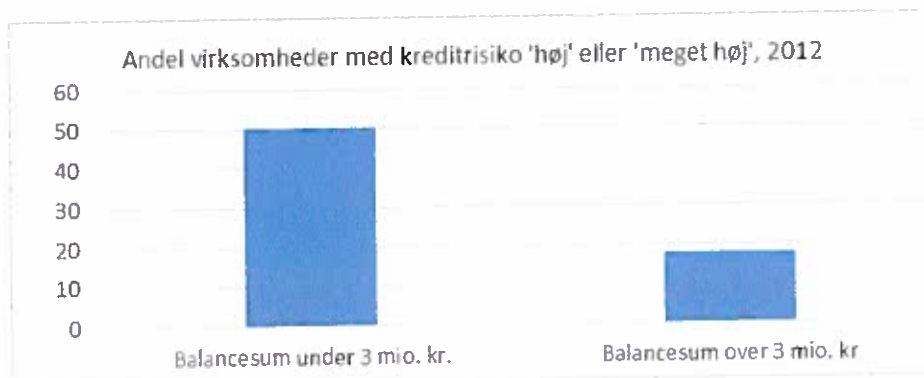 Andel virksomheder med kreditrisiko 'høj' eller 'meget høj', 2012
60
50
40
30
20
10
0
Balancesum under 3 mio. kr.
Balancesum over 3 mio. kr